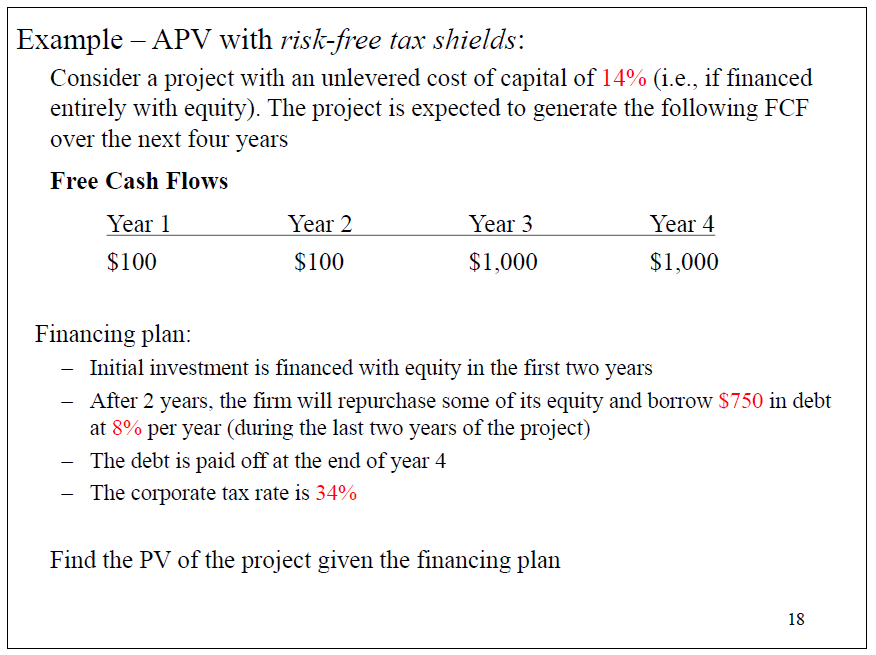 Example – APV with risk-free tax shields:
Consider a project with an unlevered cost of capital of 14% (i.e., if financed
entirely with equity). The project is expected to generate the following FCF
over the next four years
Free Cash Flows
Year 1 Year 2 Year 3 Year 4
$100 $100 $1,000 $1,000
Financing plan:
– Initial investment is financed with equity in the first two years
– After 2 years, the firm will repurchase some of its equity and borrow $750 in debt
at 8% per year (during the last two years of the project)
– The debt is paid off at the end of year 4
– The corporate tax rate is 34%
Find the PV of the project given the financing plan
18